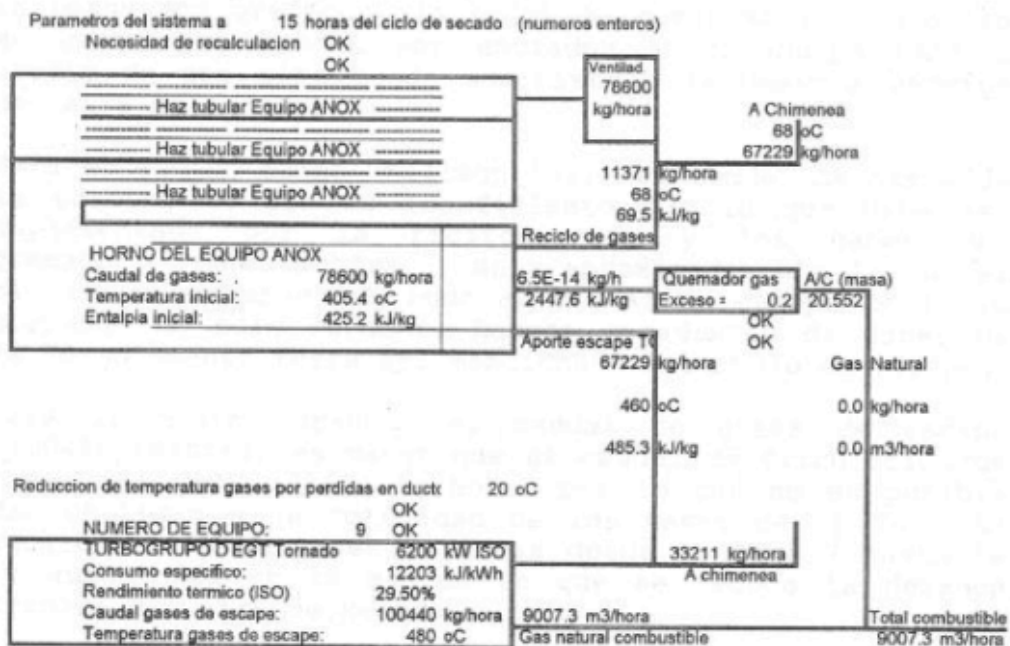 Parametros del sistema a 15 horas del ciclo de secado (numeros enteros)
Necesidad de recalculacion OK
OK
Ventilad.
78600
kg/hora
Haz tubular Equipo ANOX
Haz tubular Equipo ANOX
Haz tubular Equipo ANOX
A Chimenea
68 oC
67229 kg/hora
11371 kg/hora
68 oC
69.5 kJ/kg
Reciclo de gases
HORNO DEL EQUIPO ANOX
Caudal de gases: 78600 kg/hora
Temperatura inicial: 405.4 oC
Entalpia inicial: 425.2 kJ/kg
6.5E-14 kg/h
2447.6 kJ/kg
Quemador gas
Exceso = 0.2
A/C (masa)
20.552
OK
OK
Aporte escape TG
67229 kg/hora
460 oC
485.3 kJ/kg
Gas Natural
0.0 kg/hora
0.0 m3/hora
Reduccion de temperatura gases por perdidas en ductc 20 oC
OK
NUMERO DE EQUIPO: 9 OK
TURBOGRUPO D EGT Tornado 6200 kW ISO
Consumo especifico: 12203 kJ/kWh
Rendimiento termico (ISO) 29.50%
Caudal gases de escape: 100440 kg/hora
Temperatura gases de escape: 480 oC
33211 kg/hora
A chimenea
9007.3 m3/hora
Gas natural combustible
Total combustible
9007.3 m3/hora